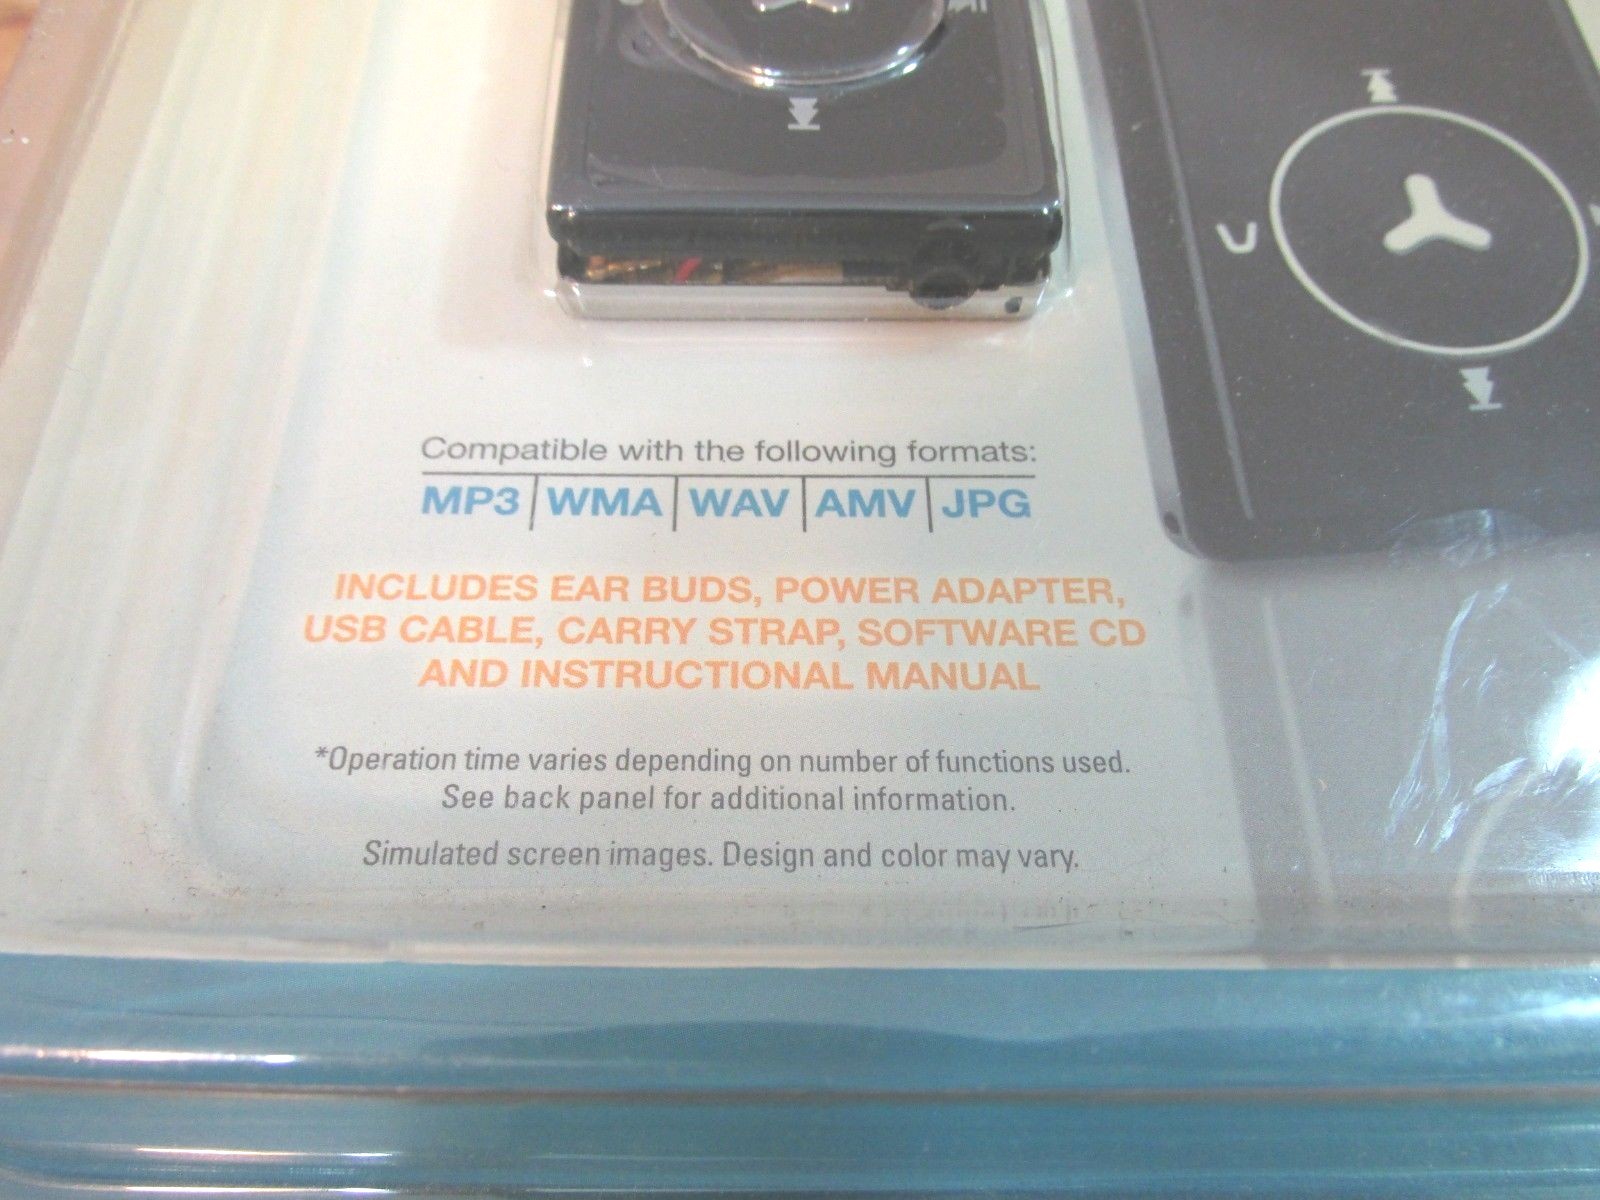 Compatible with the following formats:
MP3 WMA WAV AMV JPG
INCLUDES EAR BUDS, POWER ADAPTER,
USB CABLE, CARRY STRAP, SOFTWARE CD
AND INSTRUCTIONAL MANUAL
*Operation time varies depending on number of functions used.
See back panel for additional information.
Simulated screen images. Design and color may vary.